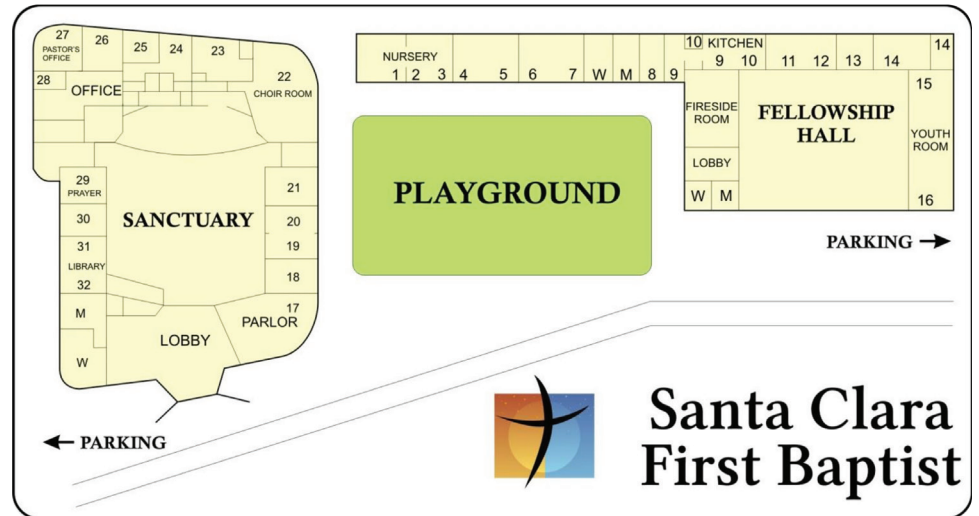 27
PASTOR'S
OFFICE
26
25
24
23
22
CHOIR ROOM
28
OFFICE
29
PRAYER
30
31
LIBRARY
32
M
W
SANCTUARY
21
20
19
18
17
PARLOR
LOBBY
← PARKING
NURSERY
1 2 3 4 5 6 7 W M 8 9
10 KITCHEN
9 10 11 12 13 14
14
FIRESIDE
ROOM
LOBBY
W M
FELLOWSHIP
HALL
15
YOUTH
ROOM
16
PLAYGROUND
PARKING →
Santa Clara
First Baptist